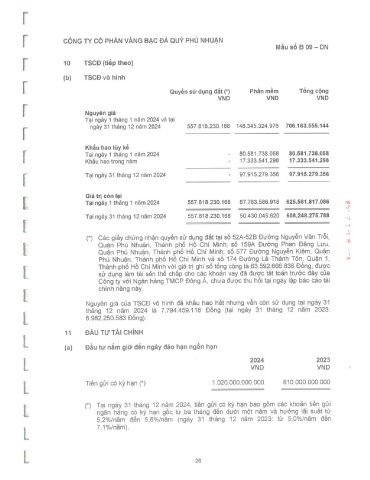 CÔNG TY CỔ PHẦN VÀNG BẠC ĐÁ QUÝ PHÚ NHUẬN
Mẫu số B 09 – DN
10 TSCĐ (tiếp theo)
(b) TSCĐ vô hình
Quyền sử dụng đất (*) Phần mềm Tổng cộng
VND VND VND
Nguyên giá
Tại ngày 1 tháng 1 năm 2024 và tại
ngày 31 tháng 12 năm 2024 557.818.230.168 148.345.324.976 706.163.555.144
Khấu hao lũy kế
Tại ngày 1 tháng 1 năm 2024 - 80.581.738.058 80.581.738.058
Khấu hao trong năm - 17.333.541.298 17.333.541.298
Tại ngày 31 tháng 12 năm 2024 - 97.915.279.356 97.915.279.356
Giá trị còn lại
Tại ngày 1 tháng 1 năm 2024 557.818.230.168 67.763.586.918 625.581.817.086
Tại ngày 31 tháng 12 năm 2024 557.818.230.168 50.430.045.620 608.248.275.788
(*) Các giấy chứng nhận quyền sử dụng đất tại số 52A-52B Đường Nguyễn Văn Trỗi,
Quận Phú Nhuận, Thành phố Hồ Chí Minh; số 159A Đường Phan Đăng Lưu,
Quận Phú Nhuận, Thành phố Hồ Chí Minh; số 577 Đường Nguyễn Kiệm, Quận
Phú Nhuận, Thành phố Hồ Chí Minh và số 174 Đường Lê Thánh Tôn, Quận 1,
Thành phố Hồ Chí Minh với giá trị ghi sổ tổng cộng là 63.592.666.836 Đồng, được
sử dụng làm tài sản thế chấp cho các khoản vay đã được tất toán trước đây của
Công ty với Ngân hàng TMCP Đông Á, chưa được thu hồi tại ngày lập báo cáo tài
chính riêng này.
Nguyên giá của TSCĐ vô hình đã khấu hao hết nhưng vẫn còn sử dụng tại ngày 31
tháng 12 năm 2024 là 7.794.459.118 Đồng (tại ngày 31 tháng 12 năm 2023:
6.982.250.583 Đồng).
11 ĐẦU TƯ TÀI CHÍNH
(a) Đầu tư nắm giữ đến ngày đáo hạn ngắn hạn
2024 2023
VND VND
Tiền gửi có kỳ hạn (*) 1.020.000.000.000 810.000.000.000
(*) Tại ngày 31 tháng 12 năm 2024, tiền gửi có kỳ hạn bao gồm các khoản tiền gửi
ngân hàng có kỳ hạn gốc từ ba tháng đến dưới một năm và hưởng lãi suất từ
5,2%/năm đến 5,8%/năm (ngày 31 tháng 12 năm 2023: từ 5,0%/năm đến
7,1%/năm).
28